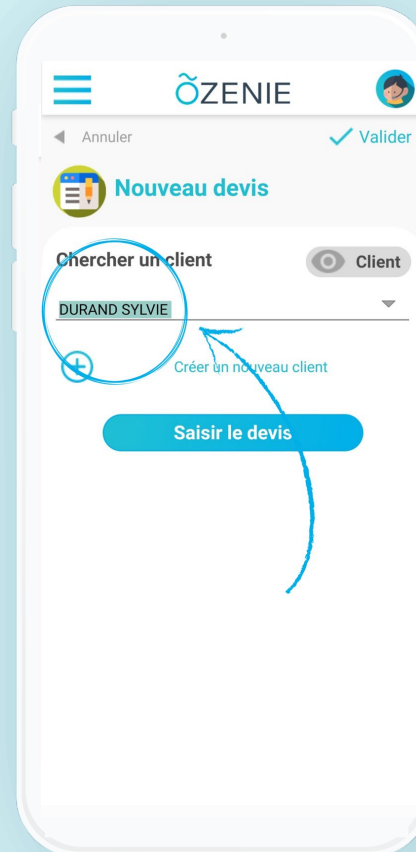 ÕZENIE
Annuler
Valider
Nouveau devis
Chercher un client
Client
DURAND SYLVIE
Créer un nouveau client
Saisir le devis